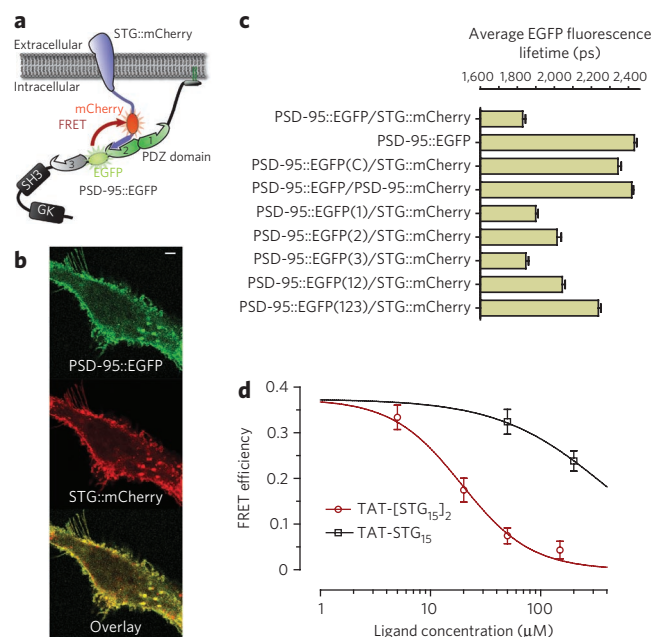 a
Extracellular
STG::mCherry
Intracellular
mCherry
FRET
PDZ domain
1
2
EGFP
3
PSD-95::EGFP
SH3
GK
b
PSD-95::EGFP
STG::mCherry
Overlay
c
Average EGFP fluorescence
lifetime (ps)
1,600 2,000 2,400
PSD-95::EGFP/STG::mCherry
PSD-95::EGFP
PSD-95::EGFP(C)/STG::mCherry
PSD-95::EGFP/PSD-95::mCherry
PSD-95::EGFP(1)/STG::mCherry
PSD-95::EGFP(2)/STG::mCherry
PSD-95::EGFP(3)/STG::mCherry
PSD-95::EGFP(12)/STG::mCherry
PSD-95::EGFP(123)/STG::mCherry
d
FRET efficiency
0.4
0.3
0.2
0.1
0
TAT-[STG₁₅]₂
TAT-STG₁₅
1 10 100
Ligand concentration (μM)